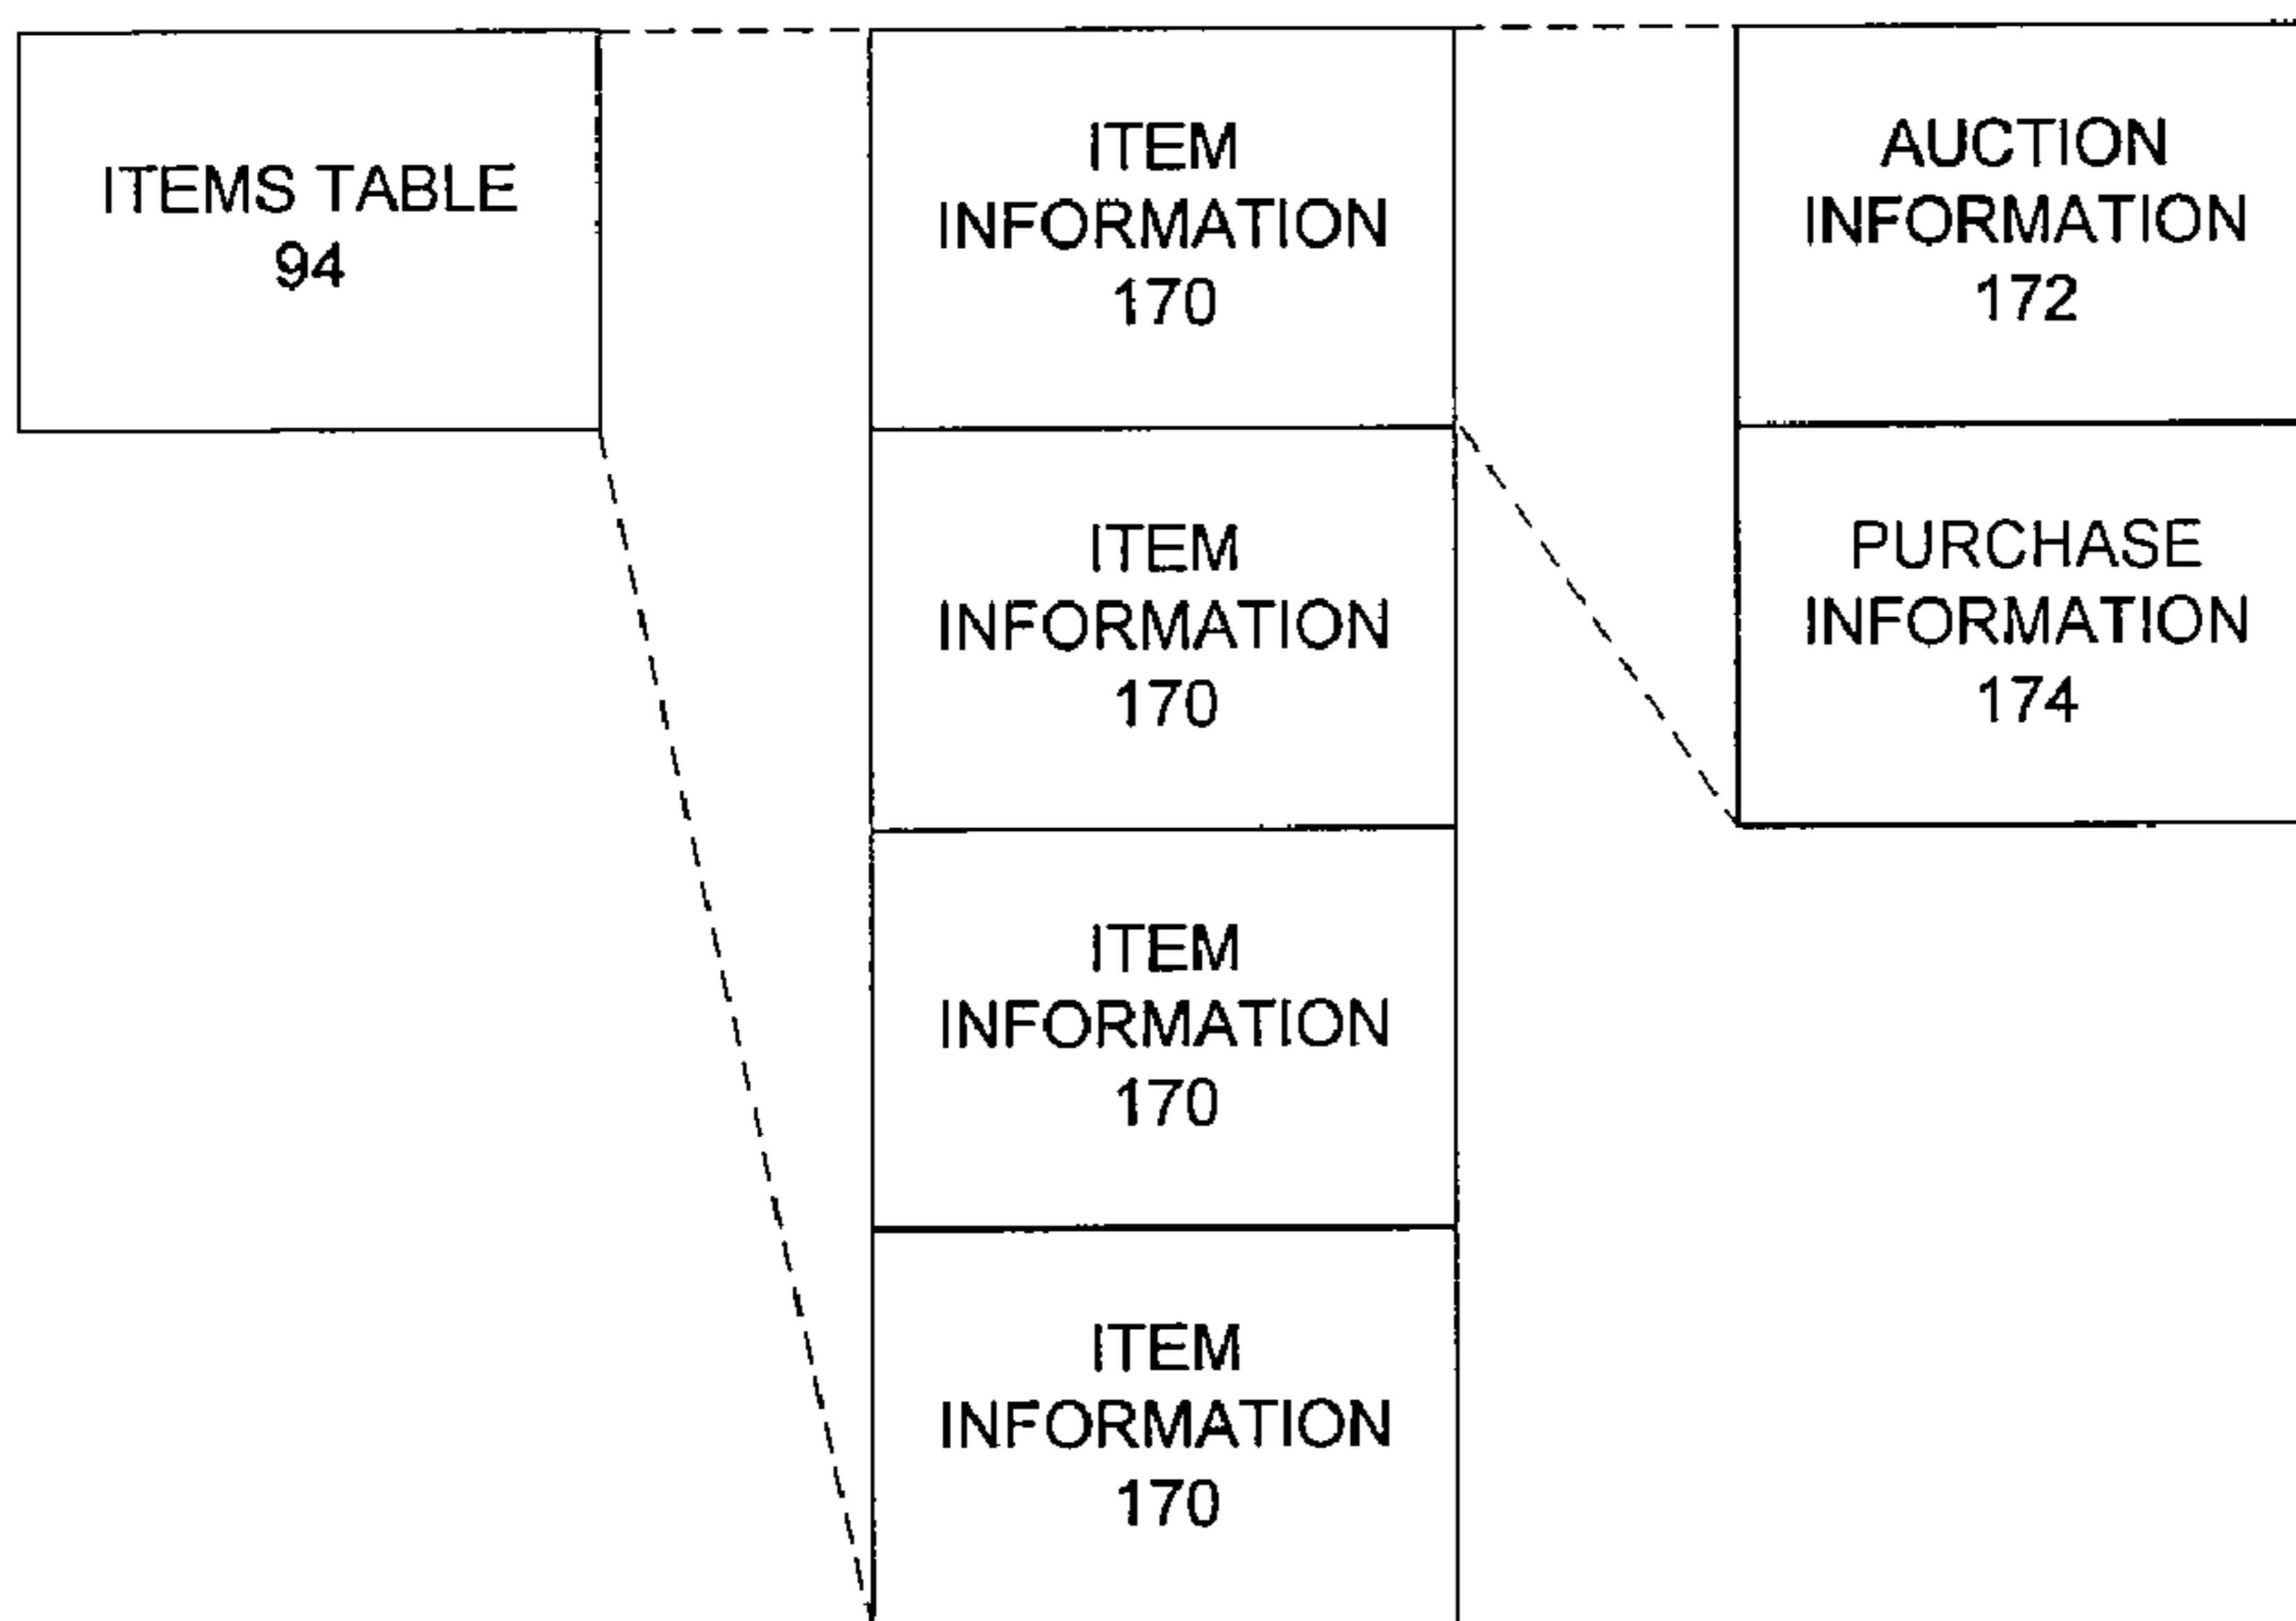 ITEMS TABLE
94
ITEM
INFORMATION
170
ITEM
INFORMATION
170
ITEM
INFORMATION
170
ITEM
INFORMATION
170
AUCTION
INFORMATION
172
PURCHASE
INFORMATION
174